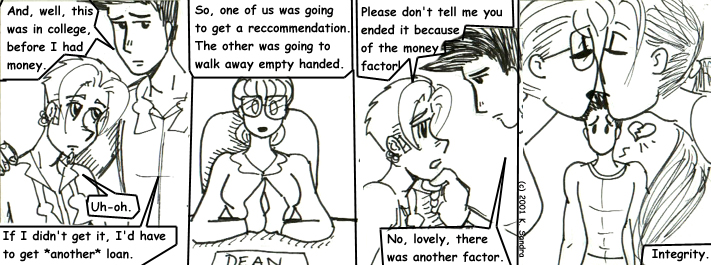 And, well, this
was in college,
before I had
money.
Uh-oh.
If I didn't get it, I'd have
to get *another* loan.
So, one of us was going
to get a reccommendation.
The other was going to
walk away empty handed.
DEAN
Please don't tell me you
ended it because
of the money
factor!
No, lovely, there
was another factor.
(c) 2001 K. Sandra
Integrity.